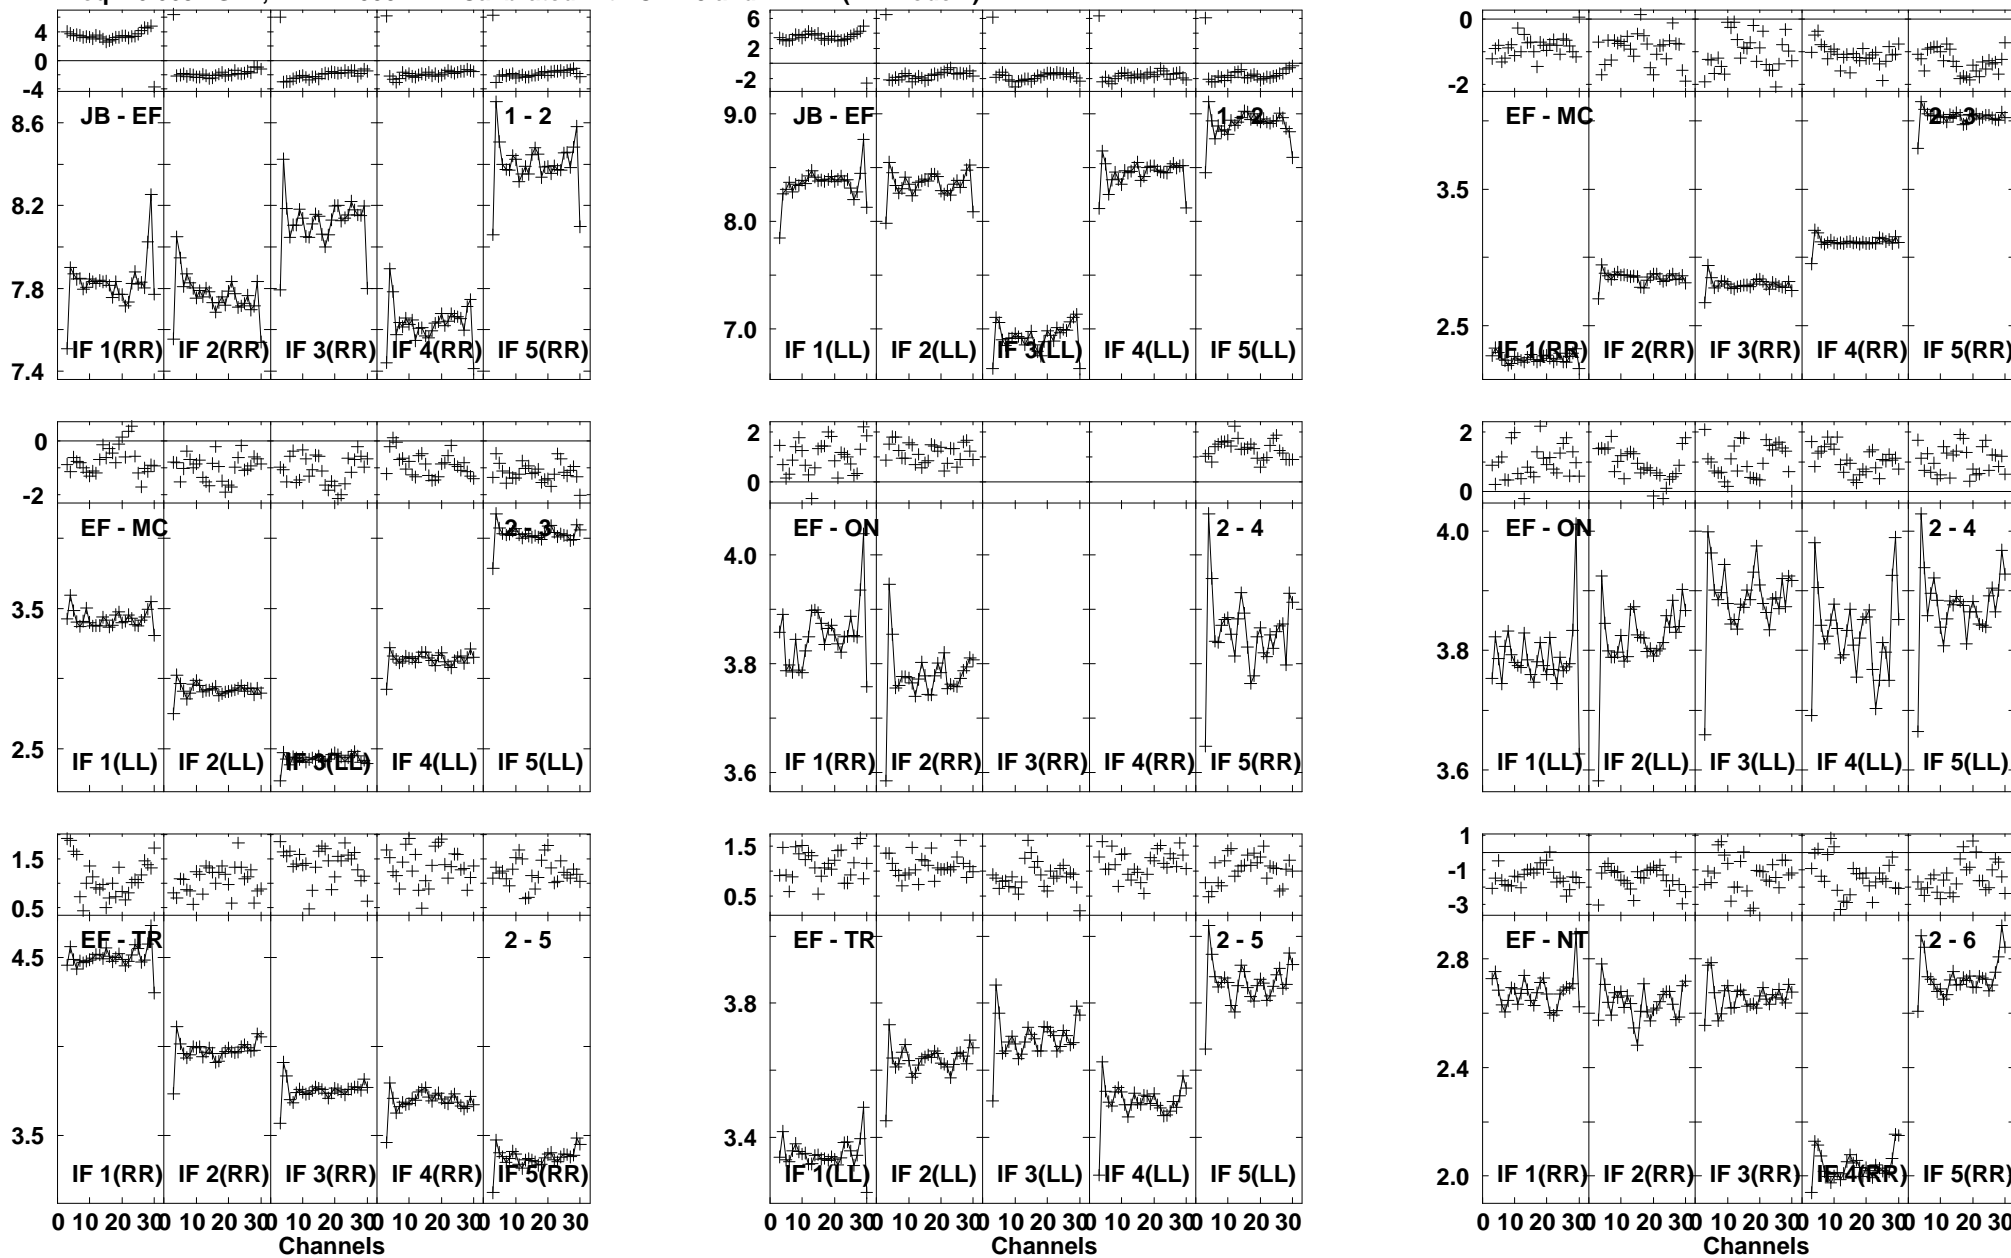 4 0 -2 -4
JB - EF 1 - 2
8.6 8.2 7.8 7.4
IF 1(RR) IF 2(RR) IF 3(RR) IF 4(RR) IF 5(RR)
6 2 -2
JB - EF 1 - 2
9.0 8.0 7.0
IF 1(LL) IF 2(LL) IF 3(LL) IF 4(LL) IF 5(LL)
0 -2
EF - MC 2 - 3
3.5 2.5
IF 1(RR) IF 2(RR) IF 3(RR) IF 4(RR) IF 5(RR)
0 -2
EF - MC 2 - 3
3.5 2.5
IF 1(LL) IF 2(LL) IF 3(LL) IF 4(LL) IF 5(LL)
2 0
EF - ON 2 - 4
4.0 3.8 3.6
IF 1(RR) IF 2(RR) IF 3(RR) IF 4(RR) IF 5(RR)
2 0
EF - ON 2 - 4
4.0 3.8 3.6
IF 1(LL) IF 2(LL) IF 3(LL) IF 4(LL) IF 5(LL)
1.5 0.5
EF - TR 2 - 5
4.5 3.5
IF 1(RR) IF 2(RR) IF 3(RR) IF 4(RR) IF 5(RR)
0 10 20 30 0 10 20 30 0 10 20 30 0 10 20 30 0 10 20 30
Channels
1.5 0.5
EF - TR 2 - 5
3.8 3.4
IF 1(LL) IF 2(LL) IF 3(LL) IF 4(LL) IF 5(LL)
0 10 20 30 0 10 20 30 0 10 20 30 0 10 20 30 0 10 20 30
Channels
1 -1 -3
EF - NT 2 - 6
2.8 2.4 2.0
IF 1(RR) IF 2(RR) IF 3(RR) IF 4(RR) IF 5(RR)
0 10 20 30 0 10 20 30 0 10 20 30 0 10 20 30 0 10 20 30
Channels